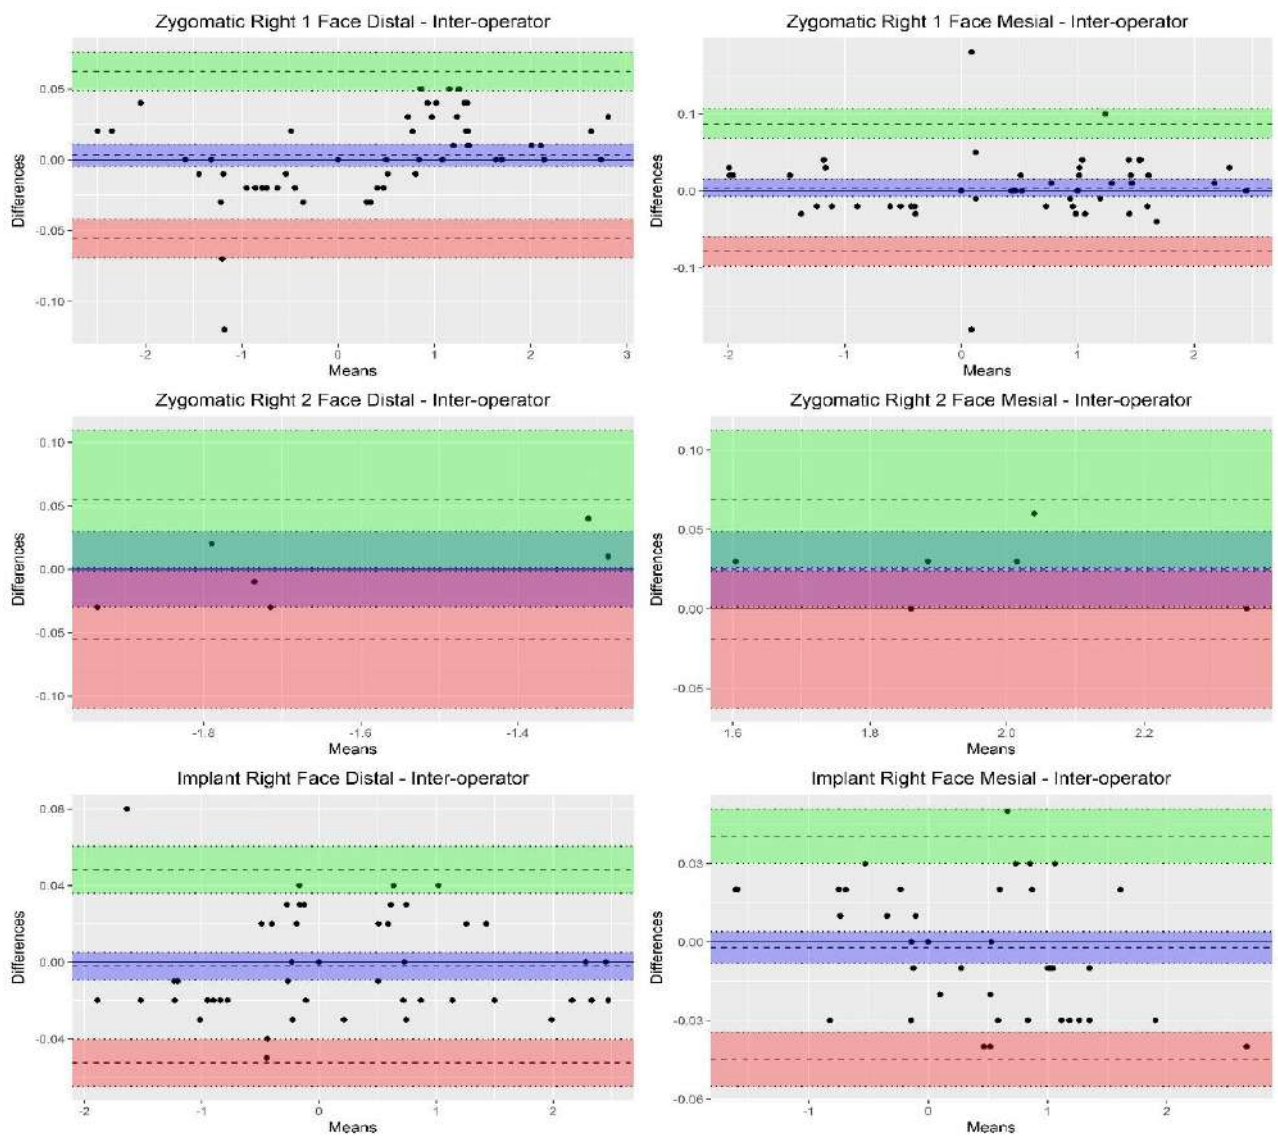 Zygomatic Right 1 Face Distal - Inter-operator
Zygomatic Right 1 Face Mesial - Inter-operator
Differences
0.05
0.00
-0.05
-0.10
-2
-1
0
1
2
3
Means
Differences
0.1
0.0
-0.1
-2
-1
0
1
2
Means
Zygomatic Right 2 Face Distal - Inter-operator
Zygomatic Right 2 Face Mesial - Inter-operator
Differences
0.10
0.05
0.00
-0.05
-0.10
-1.8
-1.6
-1.4
Means
Differences
0.10
0.05
0.00
-0.05
1.6
1.8
2.0
2.2
Means
Implant Right Face Distal - Inter-operator
Implant Right Face Mesial - Inter-operator
Differences
0.08
0.04
0.00
-0.04
-2
-1
0
1
2
Means
Differences
0.03
0.00
-0.03
-0.06
-1
0
1
2
Means